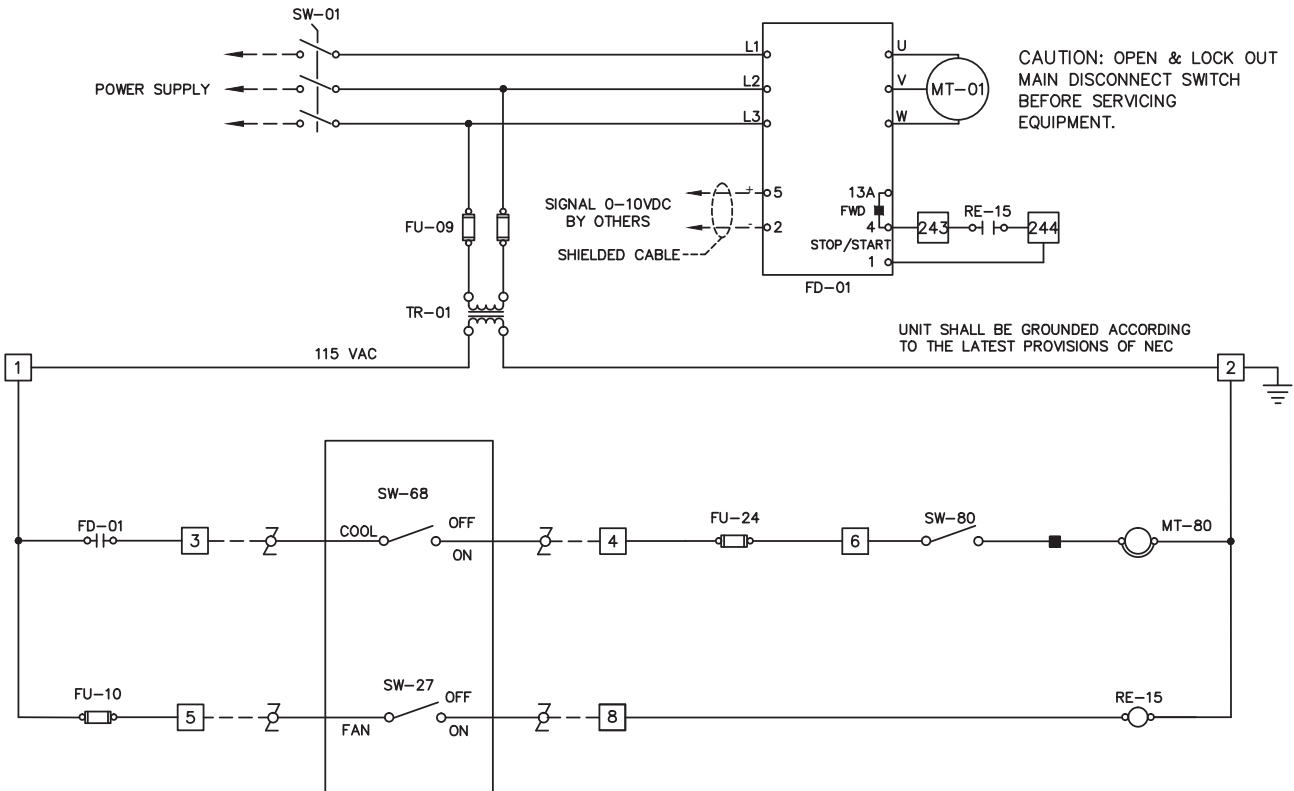 SW-01
POWER SUPPLY
L1
L2
L3
U
V
W
MT-01
CAUTION: OPEN & LOCK OUT
MAIN DISCONNECT SWITCH
BEFORE SERVICING
EQUIPMENT.
SIGNAL 0-10VDC
BY OTHERS
SHIELDED CABLE
+
-
5
2
13A
FWD
4
STOP/START
1
FD-01
243
RE-15
244
FU-09
TR-01
115 VAC
UNIT SHALL BE GROUNDED ACCORDING
TO THE LATEST PROVISIONS OF NEC
1
2
FD-01
3
SW-68
COOL
OFF
ON
4
FU-24
6
SW-80
MT-80
FU-10
5
SW-27
FAN
OFF
ON
8
RE-15